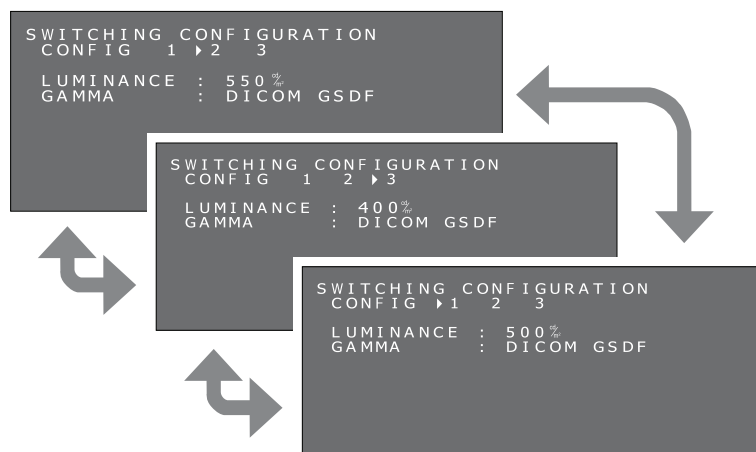 SWITCHING CONFIGURATION
CONFIG 1 ▸ 2 3
LUMINANCE : 550 cd/m²
GAMMA : DICOM GSDF
SWITCHING CONFIGURATION
CONFIG 1 2 ▸ 3
LUMINANCE : 400 cd/m²
GAMMA : DICOM GSDF
SWITCHING CONFIGURATION
CONFIG ▸ 1 2 3
LUMINANCE : 500 cd/m²
GAMMA : DICOM GSDF